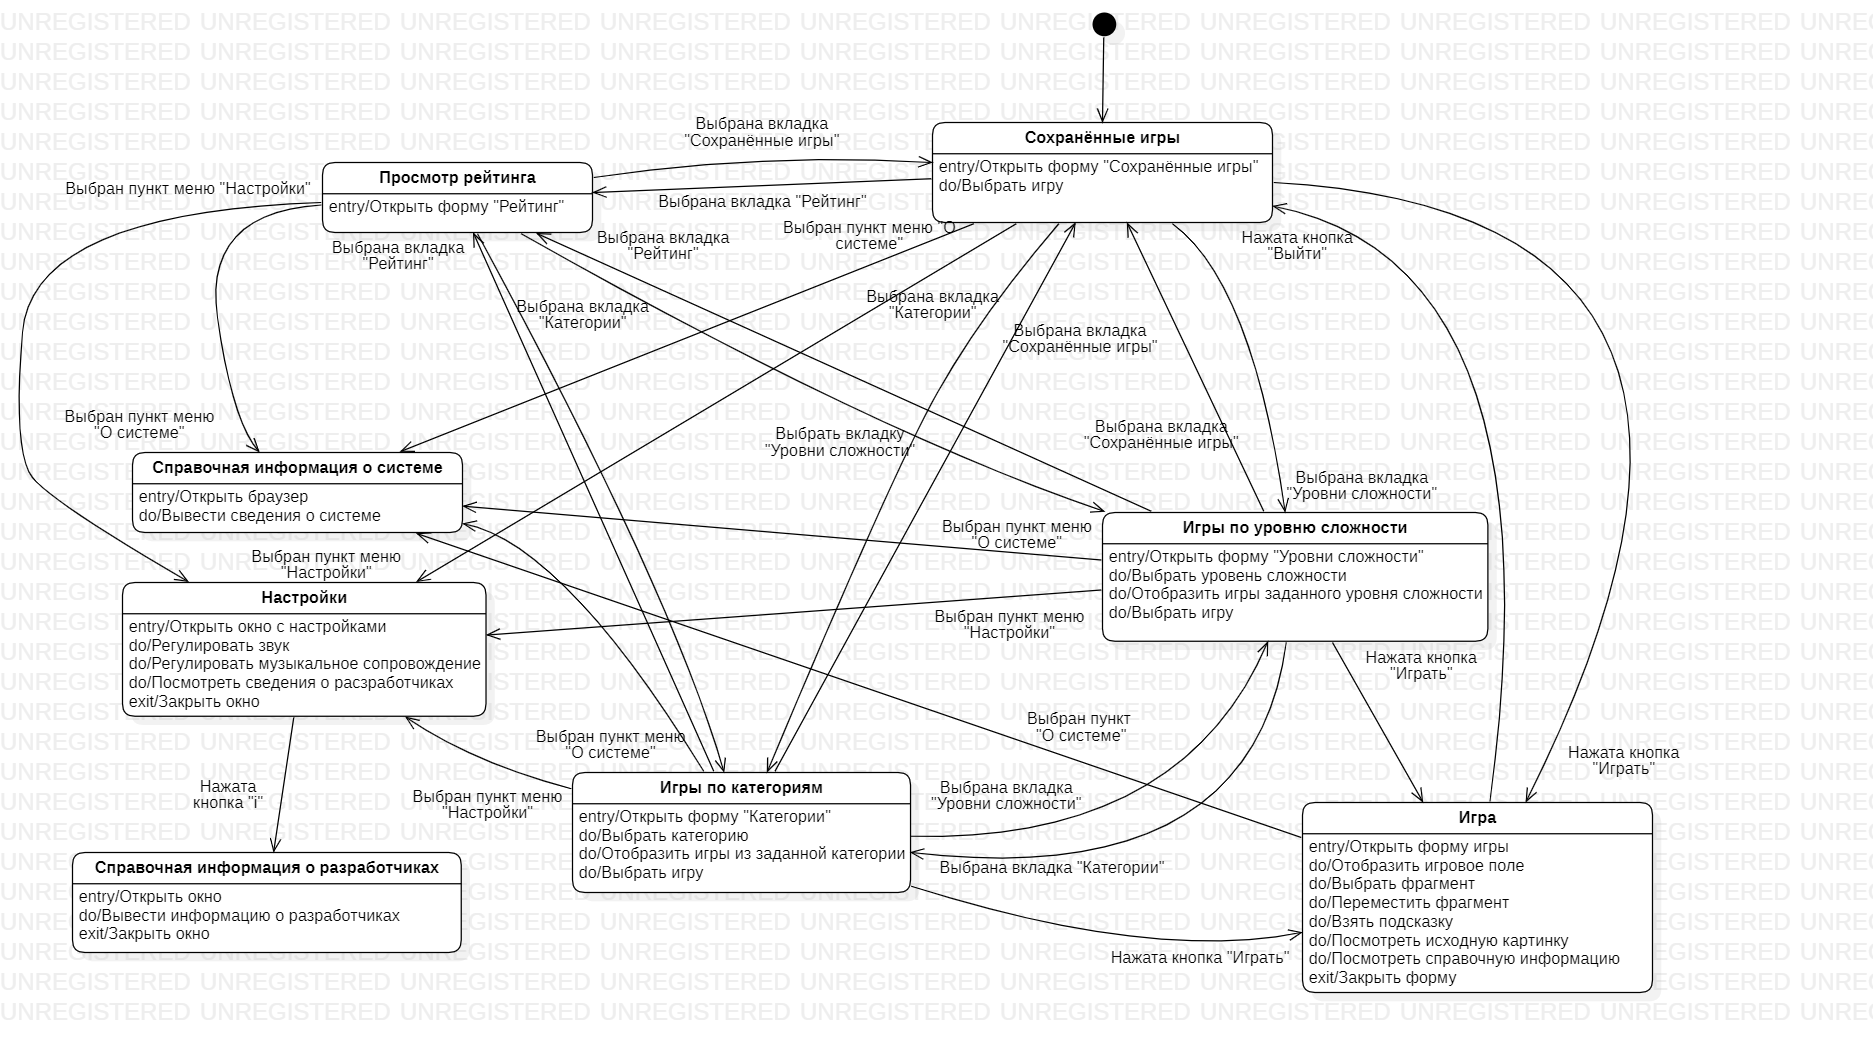 Выбрана вкладка
"Сохранённые игры"
Сохранённые игры
entry/Открыть форму "Сохранённые игры"
do/Выбрать игру
Просмотр рейтинга
entry/Открыть форму "Рейтинг"
Выбран пункт меню "Настройки"
Выбрана вкладка "Рейтинг"
Выбран пункт меню "О
системе"
Выбрана вкладка
"Рейтинг"
Выбрана вкладка
"Рейтинг"
Нажата кнопка
"Выйти"
Выбрана вкладка
"Категории"
Выбрана вкладка
"Категории"
Выбрана вкладка
"Сохранённые игры"
Выбран пункт меню
"О системе"
Выбрать вкладку
"Уровни сложности"
Выбрана вкладка
"Сохранённые игры"
Выбрана вкладка
"Уровни сложности"
Справочная информация о системе
entry/Открыть браузер
do/Вывести сведения о системе
Выбран пункт меню
"О системе"
Игры по уровню сложности
entry/Открыть форму "Уровни сложности"
do/Выбрать уровень сложности
do/Отобразить игры заданного уровня сложности
do/Выбрать игру
Выбран пункт меню
"Настройки"
Настройки
entry/Открыть окно с настройками
do/Регулировать звук
do/Регулировать музыкальное сопровождение
do/Посмотреть сведения о расзработчиках
exit/Закрыть окно
Выбран пункт меню
"Настройки"
Нажата кнопка
"Играть"
Выбран пункт
"О системе"
Выбран пункт меню
"О системе"
Нажата кнопка
"Играть"
Нажата
кнопка "i"
Выбран пункт меню
"Настройки"
Игры по категориям
entry/Открыть форму "Категории"
do/Выбрать категорию
do/Отобразить игры из заданной категории
do/Выбрать игру
Выбрана вкладка
"Уровни сложности"
Выбрана вкладка "Категории"
Справочная информация о разработчиках
entry/Открыть окно
do/Вывести информацию о разработчиках
exit/Закрыть окно
Нажата кнопка "Играть"
Игра
entry/Открыть форму игры
do/Отобразить игровое поле
do/Выбрать фрагмент
do/Переместить фрагмент
do/Взять подсказку
do/Посмотреть исходную картинку
do/Посмотреть справочную информацию
exit/Закрыть форму